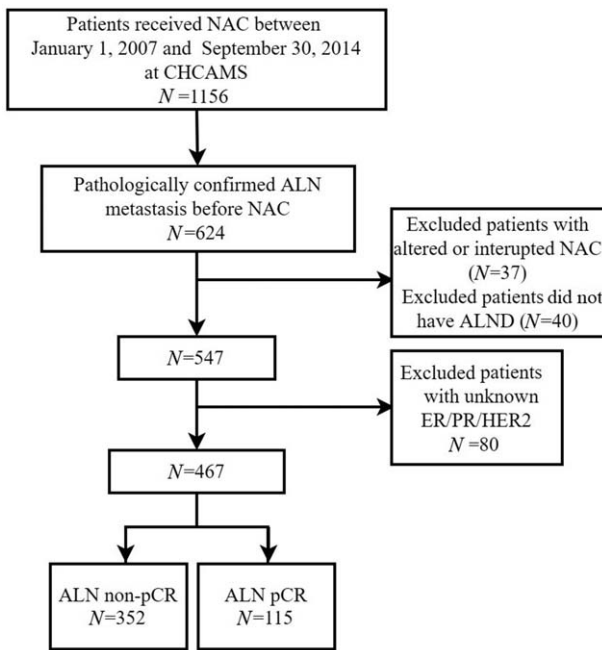 Patients received NAC between
January 1, 2007 and September 30, 2014
at CHCAMS
N =1156
Pathologically confirmed ALN
metastasis before NAC
N=624
Excluded patients with
altered or interupted NAC
(N=37)
Excluded patients did not
have ALND (N=40)
N=547
Excluded patients
with unknown
ER/PR/HER2
N =80
N=467
ALN non-pCR
N=352
ALN pCR
N=115